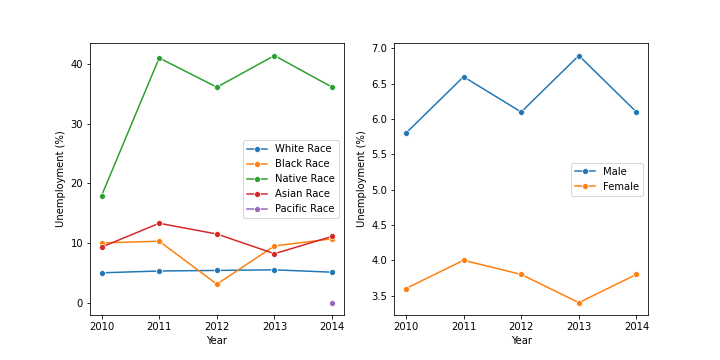 40
30
20
10
0
Unemployment (%)
2010 2011 2012 2013 2014
Year
White Race
Black Race
Native Race
Asian Race
Pacific Race
7.0
6.5
6.0
5.5
5.0
4.5
4.0
3.5
Unemployment (%)
2010 2011 2012 2013 2014
Year
Male
Female